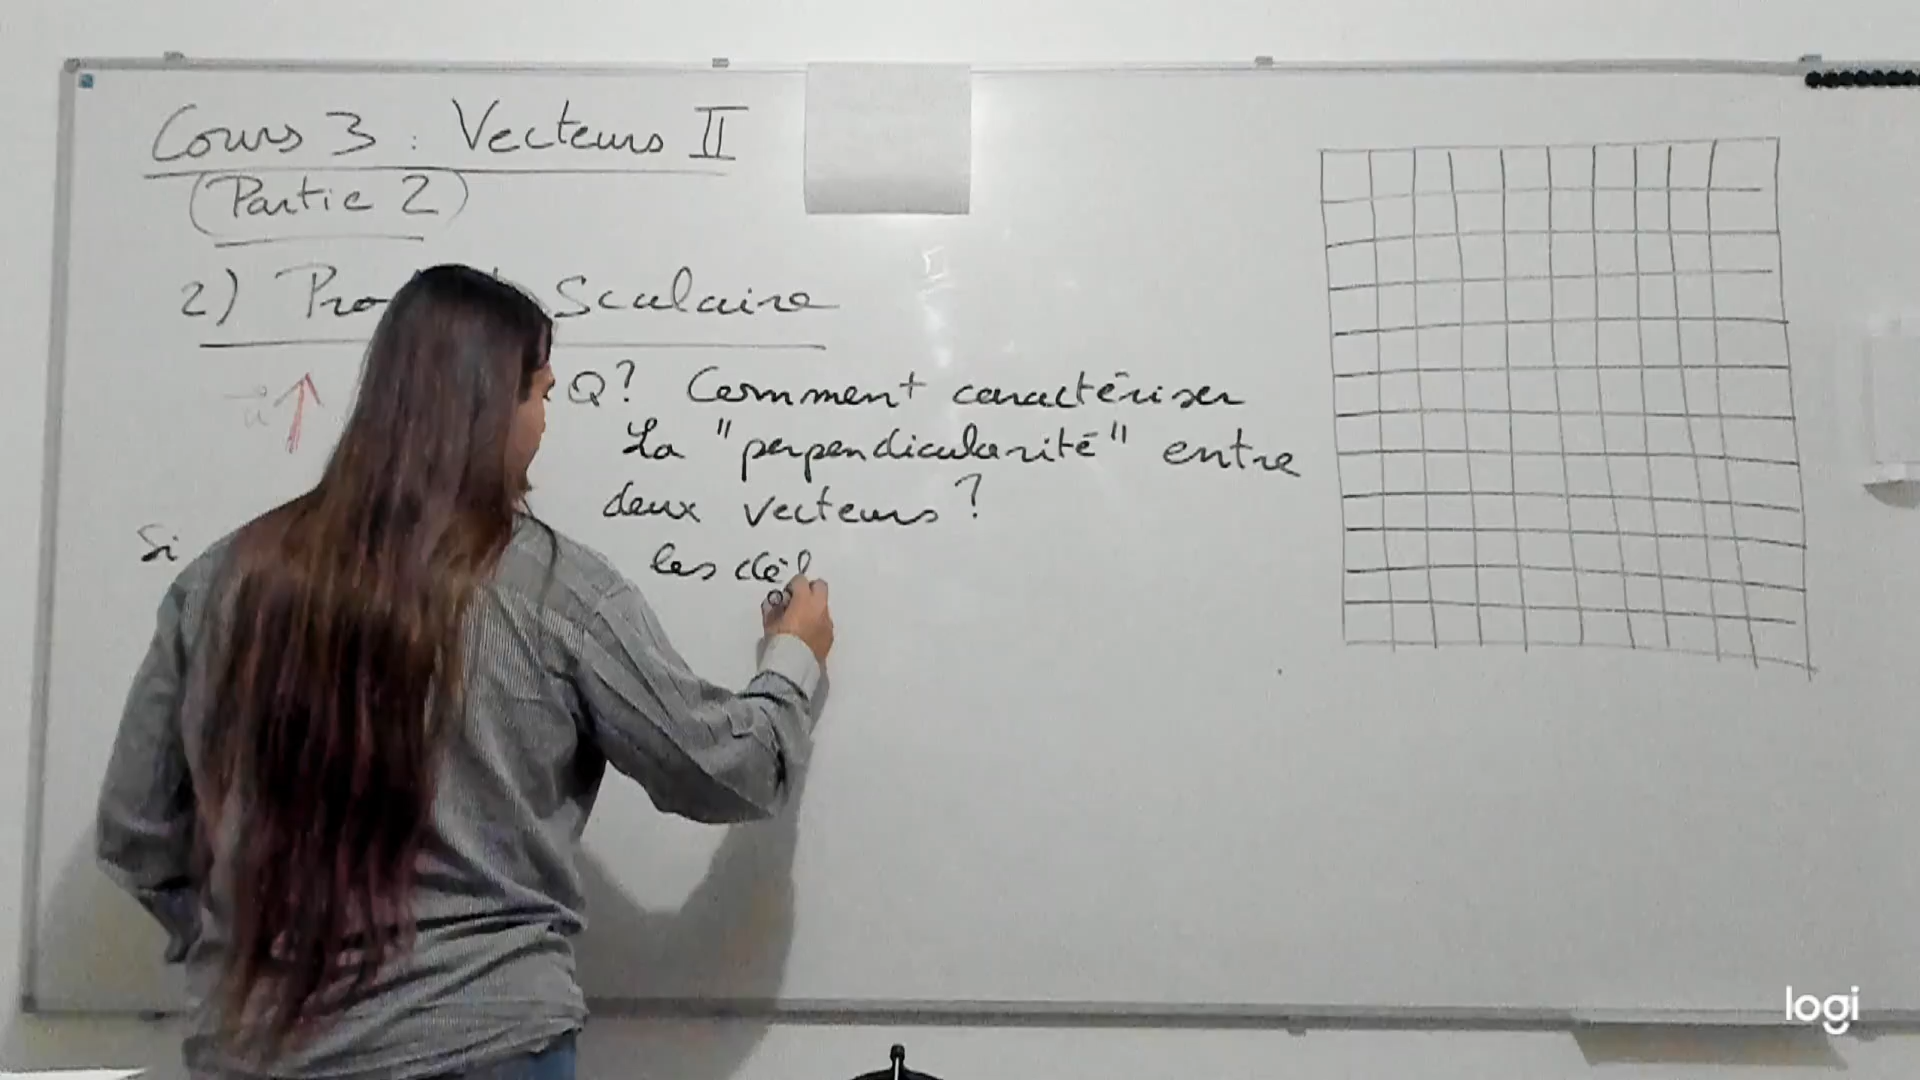 Cours 3 : Vecteurs II
(Partie 2)
2) Pro Scalaire
u
Q? Comment caractériser
La "perpendicularité" entre
deux vecteurs ?
Si les
logi